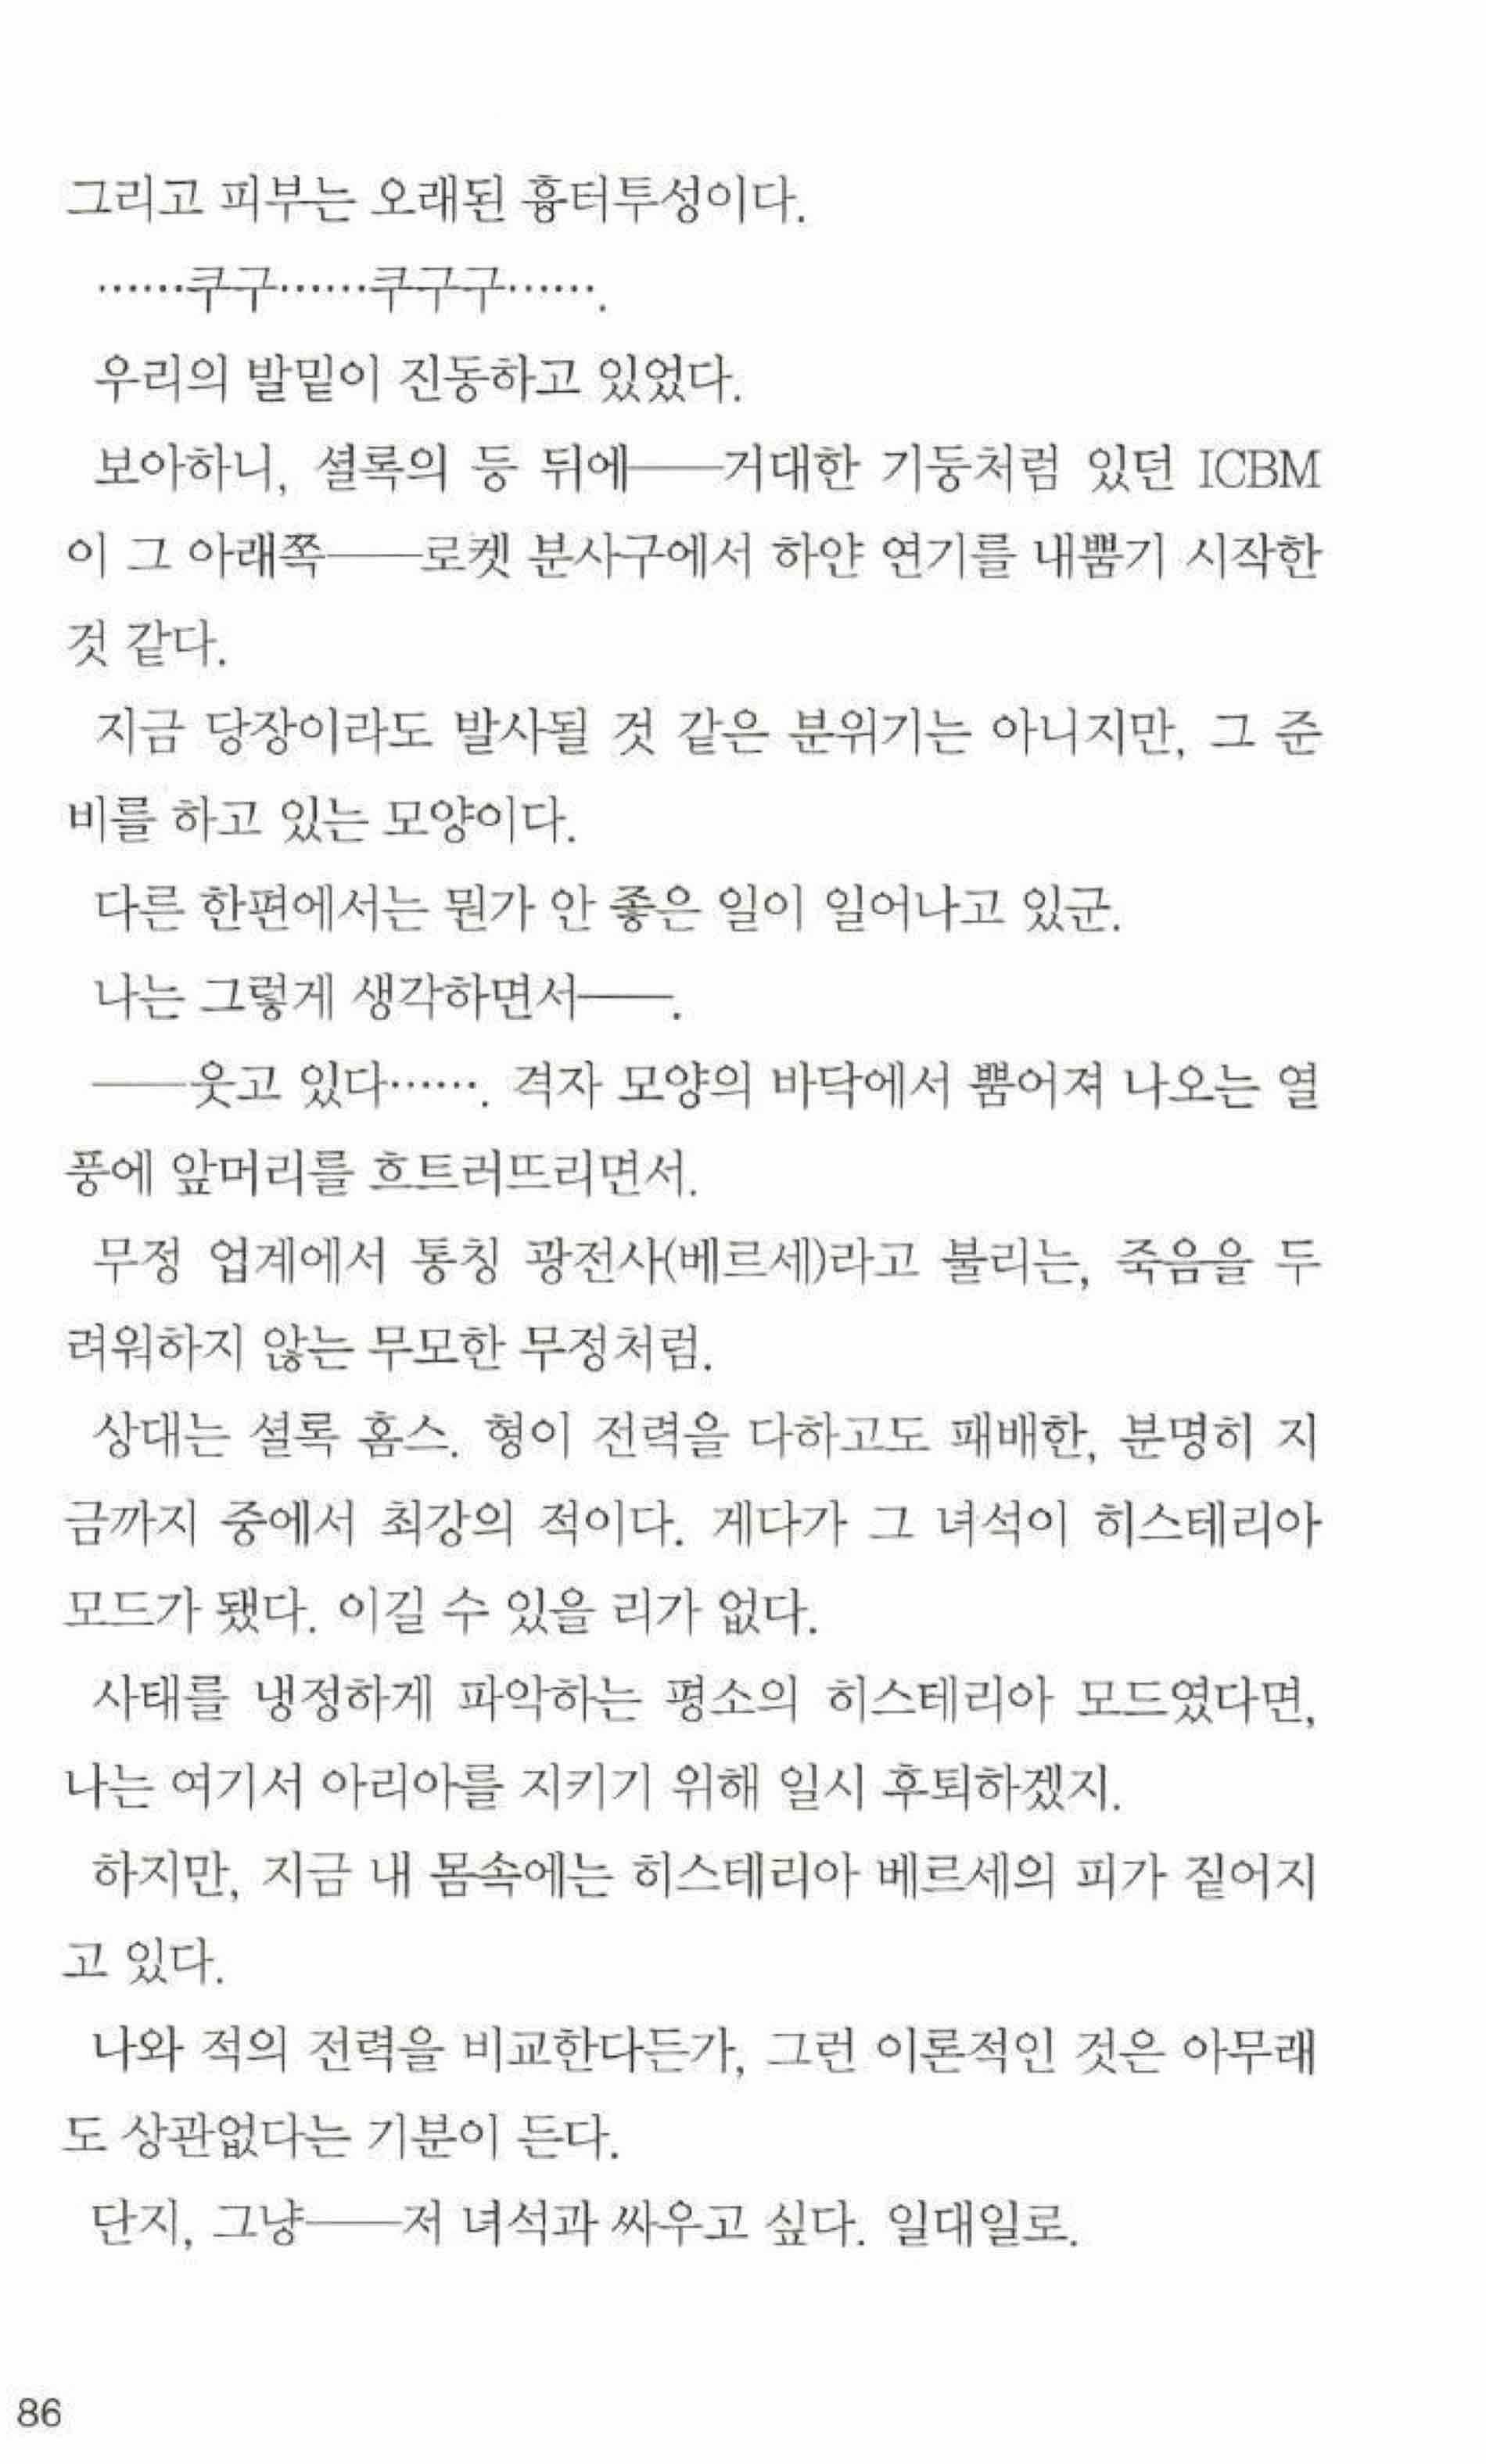 그리고 피부는 오래된 흉터투성이다.
……쿠구……쿠구구…….
우리의 발밑이 진동하고 있었다.
보아하니, 셜록의 등 뒤에──거대한 기둥처럼 있던 ICBM
이 그 아래쪽──로켓 분사구에서 하얀 연기를 내뿜기 시작한
것 같다.
지금 당장이라도 발사될 것 같은 분위기는 아니지만, 그 준
비를 하고 있는 모양이다.
다른 한편에서는 뭔가 안 좋은 일이 일어나고 있군.
나는 그렇게 생각하면서──.
──웃고 있다……. 격자 모양의 바닥에서 뿜어져 나오는 열
풍에 앞머리를 흐트러뜨리면서.
무정 업계에서 통칭 광전사(베르세)라고 불리는, 죽음을 두
려워하지 않는 무모한 무정처럼.
상대는 셜록 홈스. 형이 전력을 다하고도 패배한, 분명히 지
금까지 중에서 최강의 적이다. 게다가 그 녀석이 히스테리아
모드가 됐다. 이길 수 있을 리가 없다.
사태를 냉정하게 파악하는 평소의 히스테리아 모드였다면,
나는 여기서 아리아를 지키기 위해 일시 후퇴하겠지.
하지만, 지금 내 몸속에는 히스테리아 베르세의 피가 짙어지
고 있다.
나와 적의 전력을 비교한다든가, 그런 이론적인 것은 아무래
도 상관없다는 기분이 든다.
단지, 그냥──저 녀석과 싸우고 싶다. 일대일로.
86